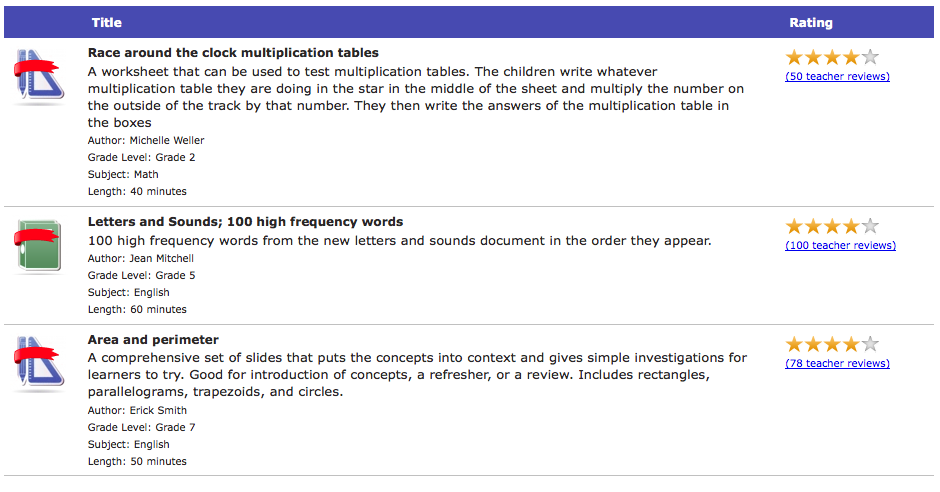 Title Rating
Race around the clock multiplication tables
A worksheet that can be used to test multiplication tables. The children write whatever
multiplication table they are doing in the star in the middle of the sheet and multiply the number on
the outside of the track by that number. They then write the answers of the multiplication table in
the boxes
Author: Michelle Weller
Grade Level: Grade 2
Subject: Math
Length: 40 minutes
(50 teacher reviews)
Letters and Sounds; 100 high frequency words
100 high frequency words from the new letters and sounds document in the order they appear.
Author: Jean Mitchell
Grade Level: Grade 5
Subject: English
Length: 60 minutes
(100 teacher reviews)
Area and perimeter
A comprehensive set of slides that puts the concepts into context and gives simple investigations for
learners to try. Good for introduction of concepts, a refresher, or a review. Includes rectangles,
parallelograms, trapezoids, and circles.
Author: Erick Smith
Grade Level: Grade 7
Subject: English
Length: 50 minutes
(78 teacher reviews)